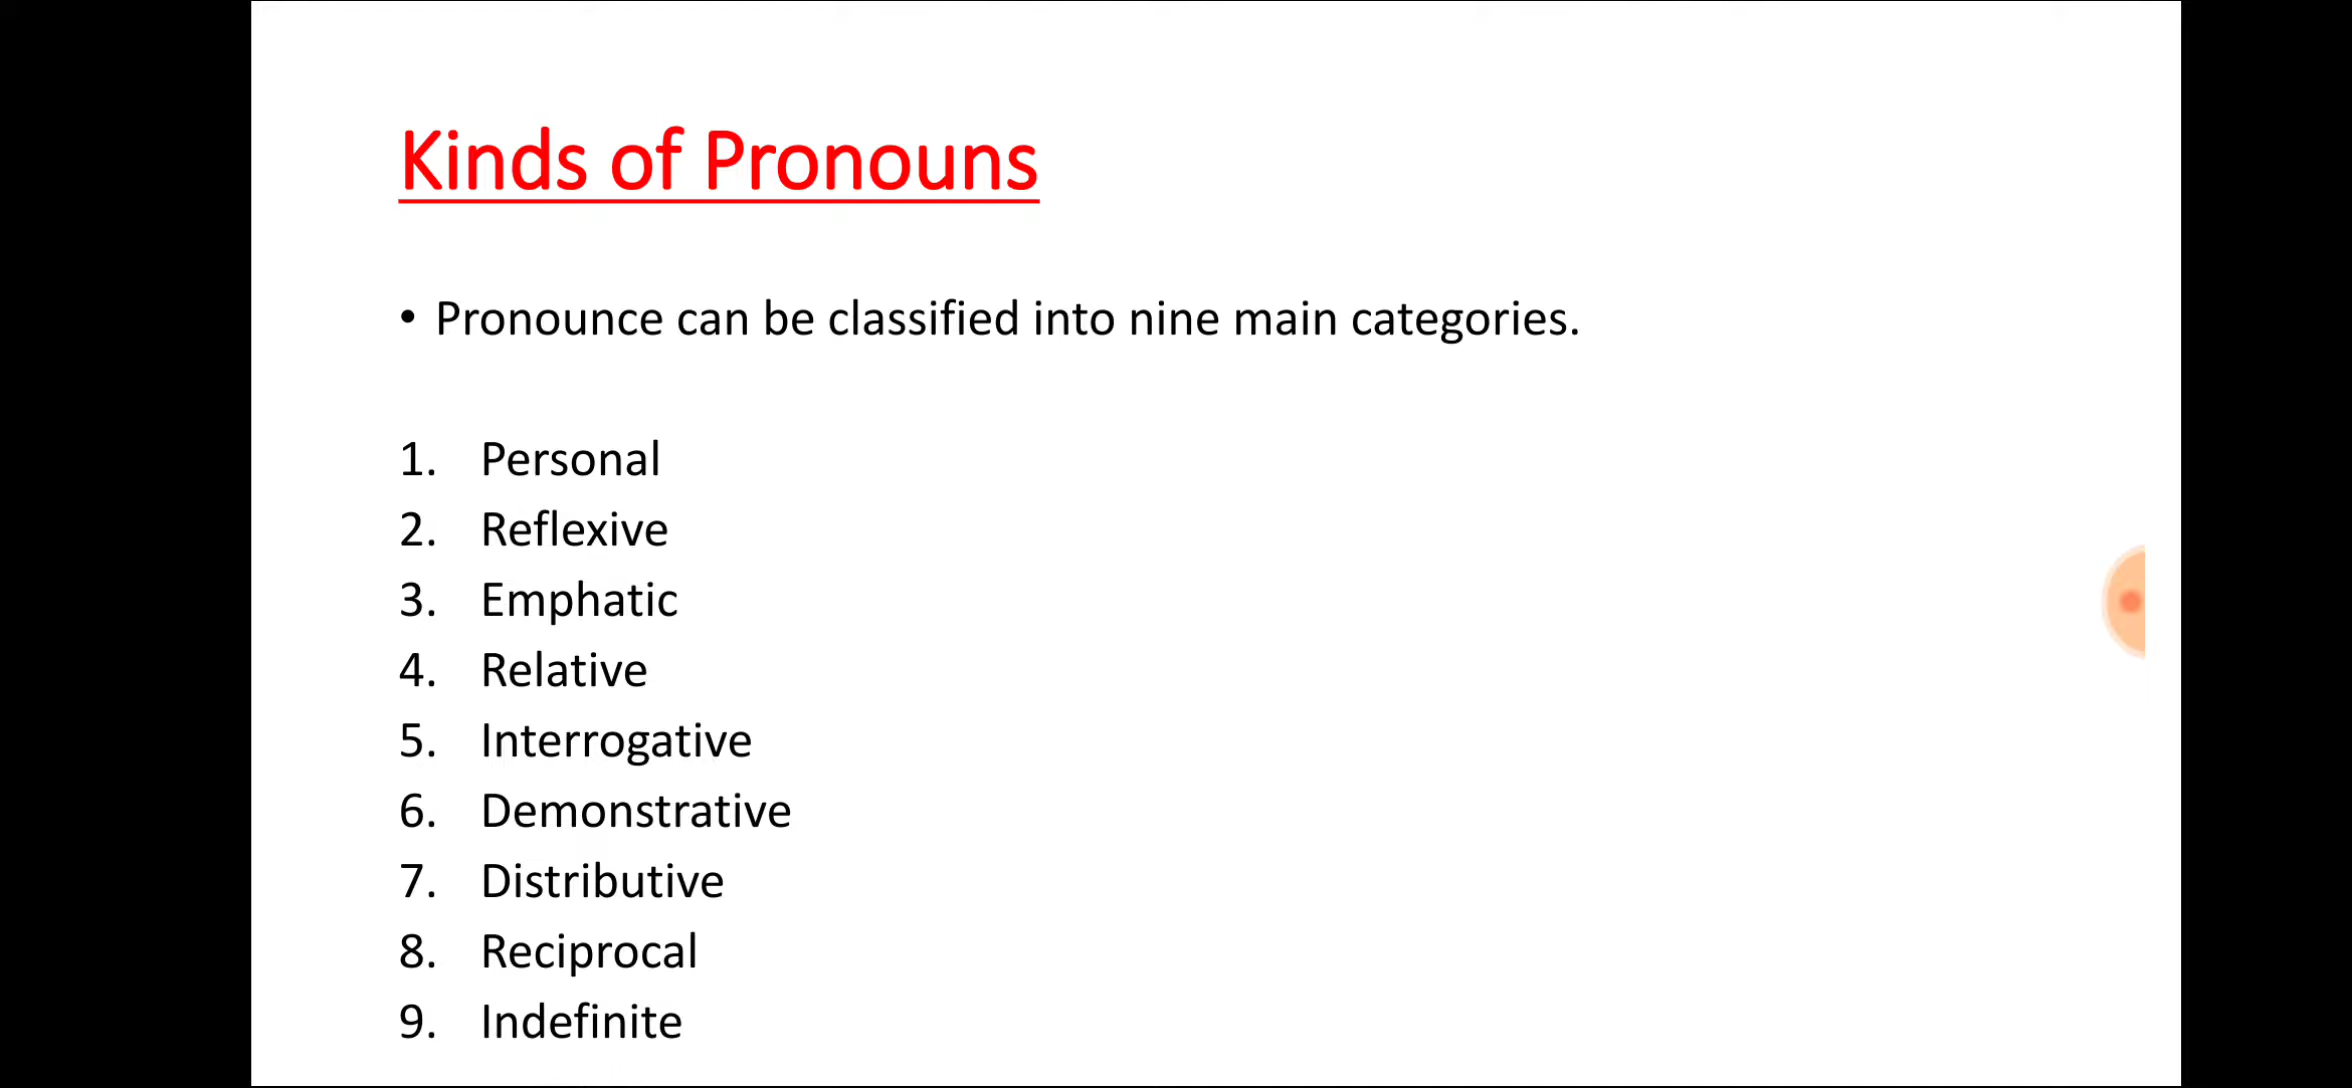 Kinds of Pronouns
• Pronounce can be classified into nine main categories.
1. Personal
2. Reflexive
3. Emphatic
4. Relative
5. Interrogative
6. Demonstrative
7. Distributive
8. Reciprocal
9. Indefinite